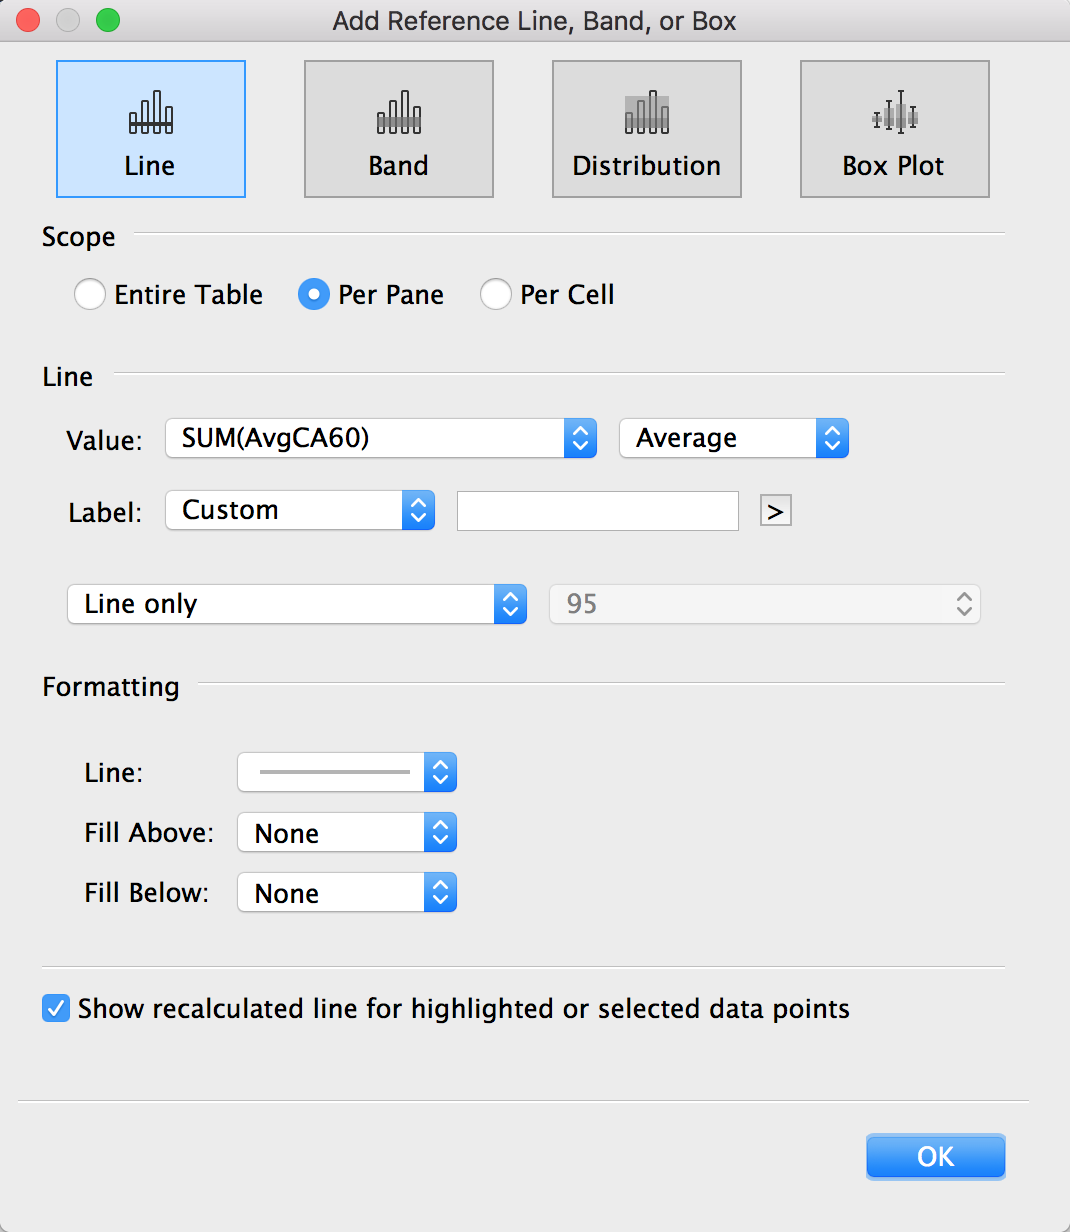 Add Reference Line, Band, or Box
Line Band Distribution Box Plot
Scope
Entire Table Per Pane Per Cell
Line
Value: SUM(AvgCA60) Average
Label: Custom >
Line only 95
Formatting
Line:
Fill Above: None
Fill Below: None
Show recalculated line for highlighted or selected data points
OK